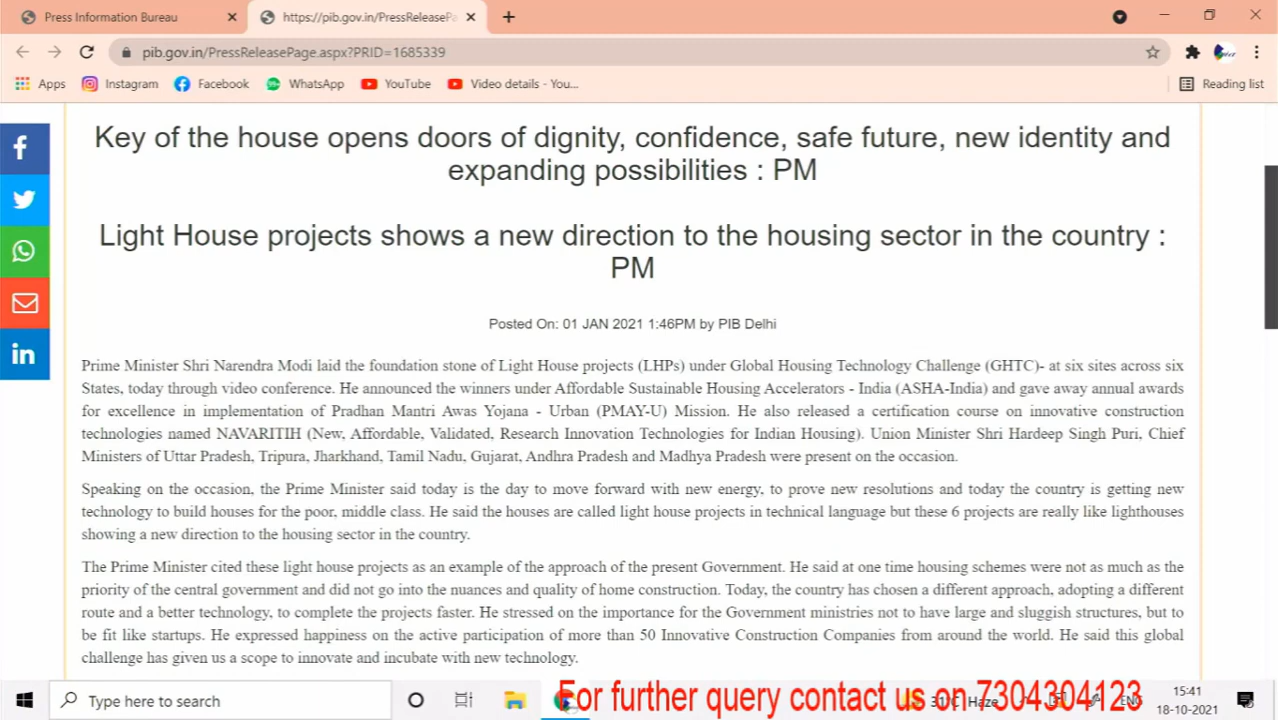 Press Information Bureau
https://pib.gov.in/PressReleasePa
pib.gov.in/PressReleasePage.aspx?PRID=1685339
Apps Instagram Facebook WhatsApp YouTube Video details - You... Reading list
Key of the house opens doors of dignity, confidence, safe future, new identity and
expanding possibilities : PM
Light House projects shows a new direction to the housing sector in the country :
PM
Posted On: 01 JAN 2021 1:46PM by PIB Delhi
Prime Minister Shri Narendra Modi laid the foundation stone of Light House projects (LHPs) under Global Housing Technology Challenge (GHTC)- at six sites across six
States, today through video conference. He announced the winners under Affordable Sustainable Housing Accelerators - India (ASHA-India) and gave away annual awards
for excellence in implementation of Pradhan Mantri Awas Yojana - Urban (PMAY-U) Mission. He also released a certification course on innovative construction
technologies named NAVARITIH (New, Affordable, Validated, Research Innovation Technologies for Indian Housing). Union Minister Shri Hardeep Singh Puri, Chief
Ministers of Uttar Pradesh, Tripura, Jharkhand, Tamil Nadu, Gujarat, Andhra Pradesh and Madhya Pradesh were present on the occasion.
Speaking on the occasion, the Prime Minister said today is the day to move forward with new energy, to prove new resolutions and today the country is getting new
technology to build houses for the poor, middle class. He said the houses are called light house projects in technical language but these 6 projects are really like lighthouses
showing a new direction to the housing sector in the country.
The Prime Minister cited these light house projects as an example of the approach of the present Government. He said at one time housing schemes were not as much as the
priority of the central government and did not go into the nuances and quality of home construction. Today, the country has chosen a different approach, adopting a different
route and a better technology, to complete the projects faster. He stressed on the importance for the Government ministries not to have large and sluggish structures, but to
be fit like startups. He expressed happiness on the active participation of more than 50 Innovative Construction Companies from around the world. He said this global
challenge has given us a scope to innovate and incubate with new technology.
Type here to search
For further query contact us on 7304304123
31°C Haze
15:41
18-10-2021